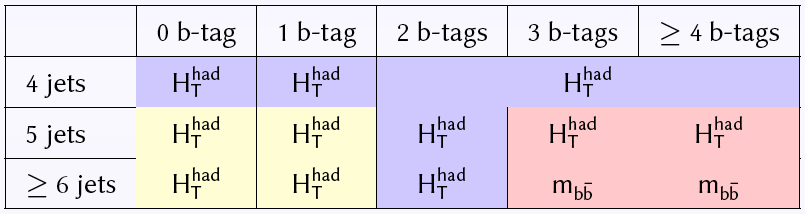 0 b-tag 1 b-tag 2 b-tags 3 b-tags ≥ 4 b-tags
4 jets H_T^had H_T^had H_T^had
5 jets H_T^had H_T^had H_T^had H_T^had H_T^had
≥ 6 jets H_T^had H_T^had H_T^had m_bb̄ m_bb̄